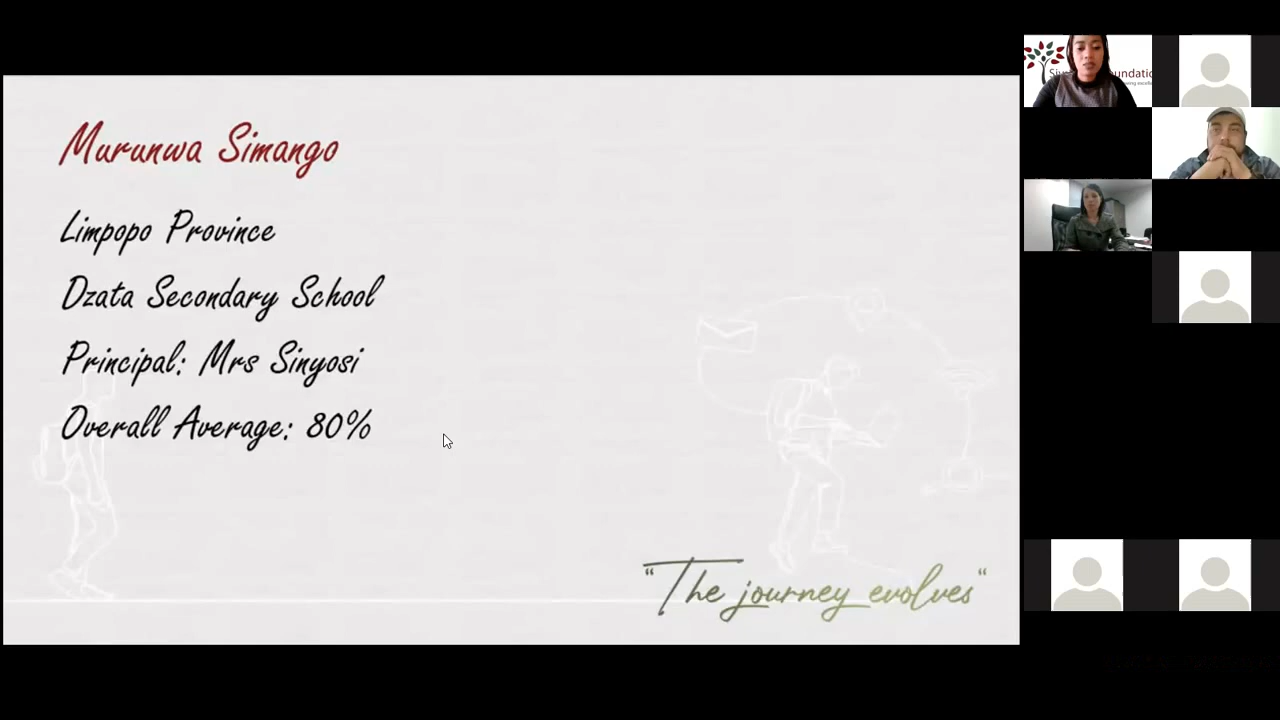 Murunwa Simango
Limpopo Province
Dzata Secondary School
Principal: Mrs Sinyosi
Overall Average: 80%
"The journey evolves"